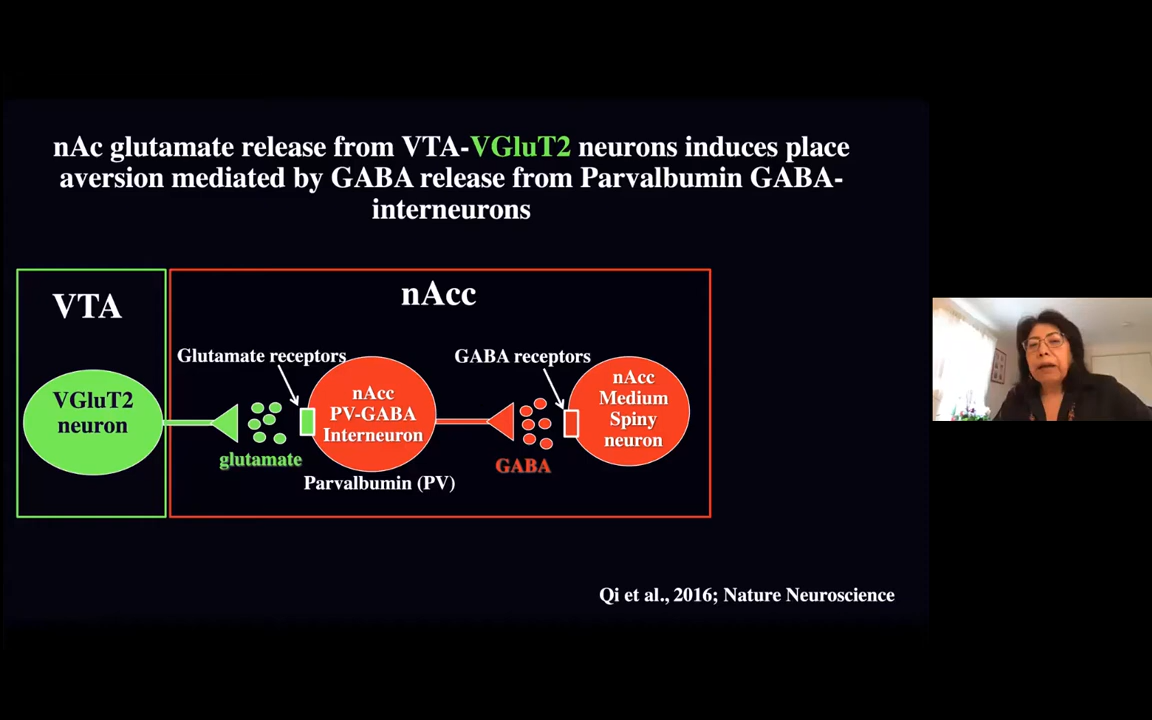 nAc glutamate release from VTA-VGluT2 neurons induces place
aversion mediated by GABA release from Parvalbumin GABA-
interneurons
VTA
nAcc
Glutamate receptors
GABA receptors
VGluT2
neuron
nAcc
PV-GABA
Interneuron
nAcc
Medium
Spiny
neuron
glutamate
GABA
Parvalbumin (PV)
Qi et al., 2016; Nature Neuroscience